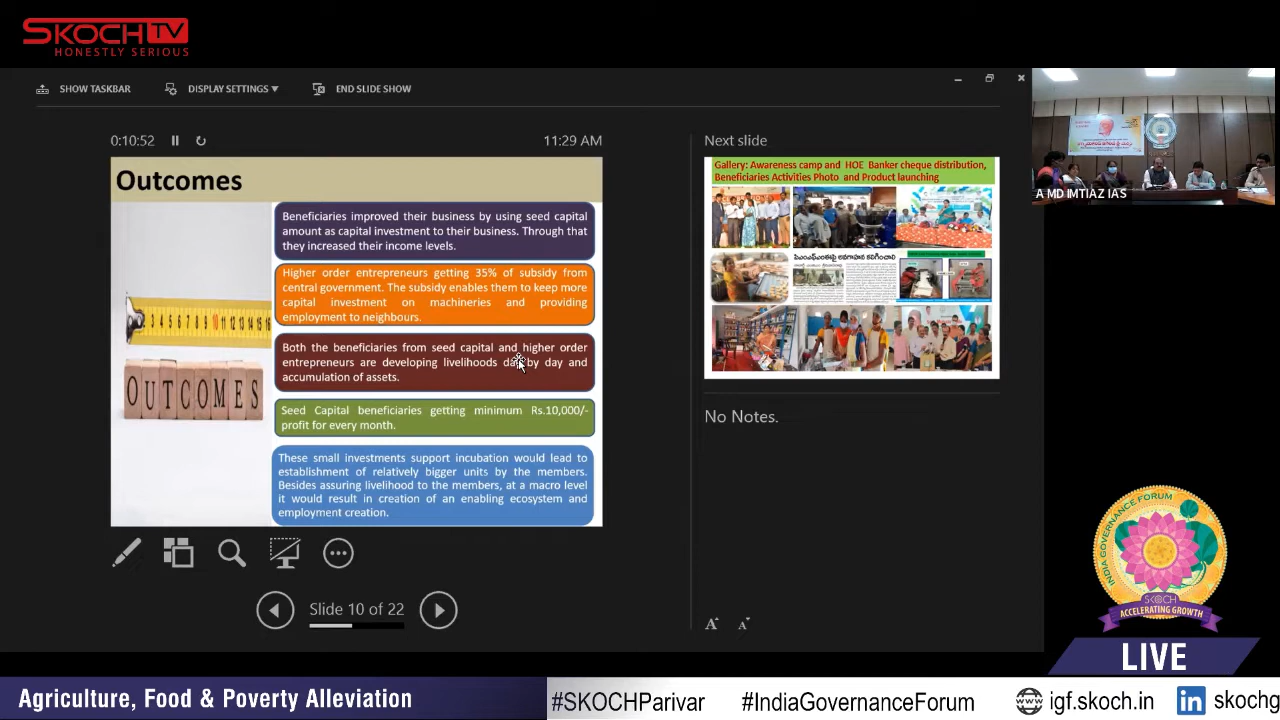 SKOCH TV
HONESTLY SERIOUS
SHOW TASKBAR
DISPLAY SETTINGS
END SLIDE SHOW
0:10:52
11:29 AM
Outcomes
Beneficiaries improved their business by using seed capital
amount as capital investment to their business. Through that
they increased their income levels.
Higher order entrepreneurs getting 35% of subsidy from
central government. The subsidy enables them to keep more
capital investment on machineries and providing
employment to neighbours.
Both the beneficiaries from seed capital and higher order
entrepreneurs are developing livelihoods day by day and
accumulation of assets.
Seed Capital beneficiaries getting minimum Rs.10,000/-
profit for every month.
These small investments support incubation would lead to
establishment of relatively bigger units by the members.
Besides assuring livelihood to the members, at a macro level
it would result in creation of an enabling ecosystem and
employment creation.
OUTCOMES
Slide 10 of 22
Next slide
Gallery: Awareness camp and HOE Banker cheque distribution,
Beneficiaries Activities Photo and Product launching
No Notes.
A MD IMTIAZ IAS
INDIA GOVERNANCE FORUM
SKOCH
ACCELERATING GROWTH
LIVE
Agriculture, Food & Poverty Alleviation
#SKOCHParivar
#IndiaGovernanceForum
igf.skoch.in
in
skochg